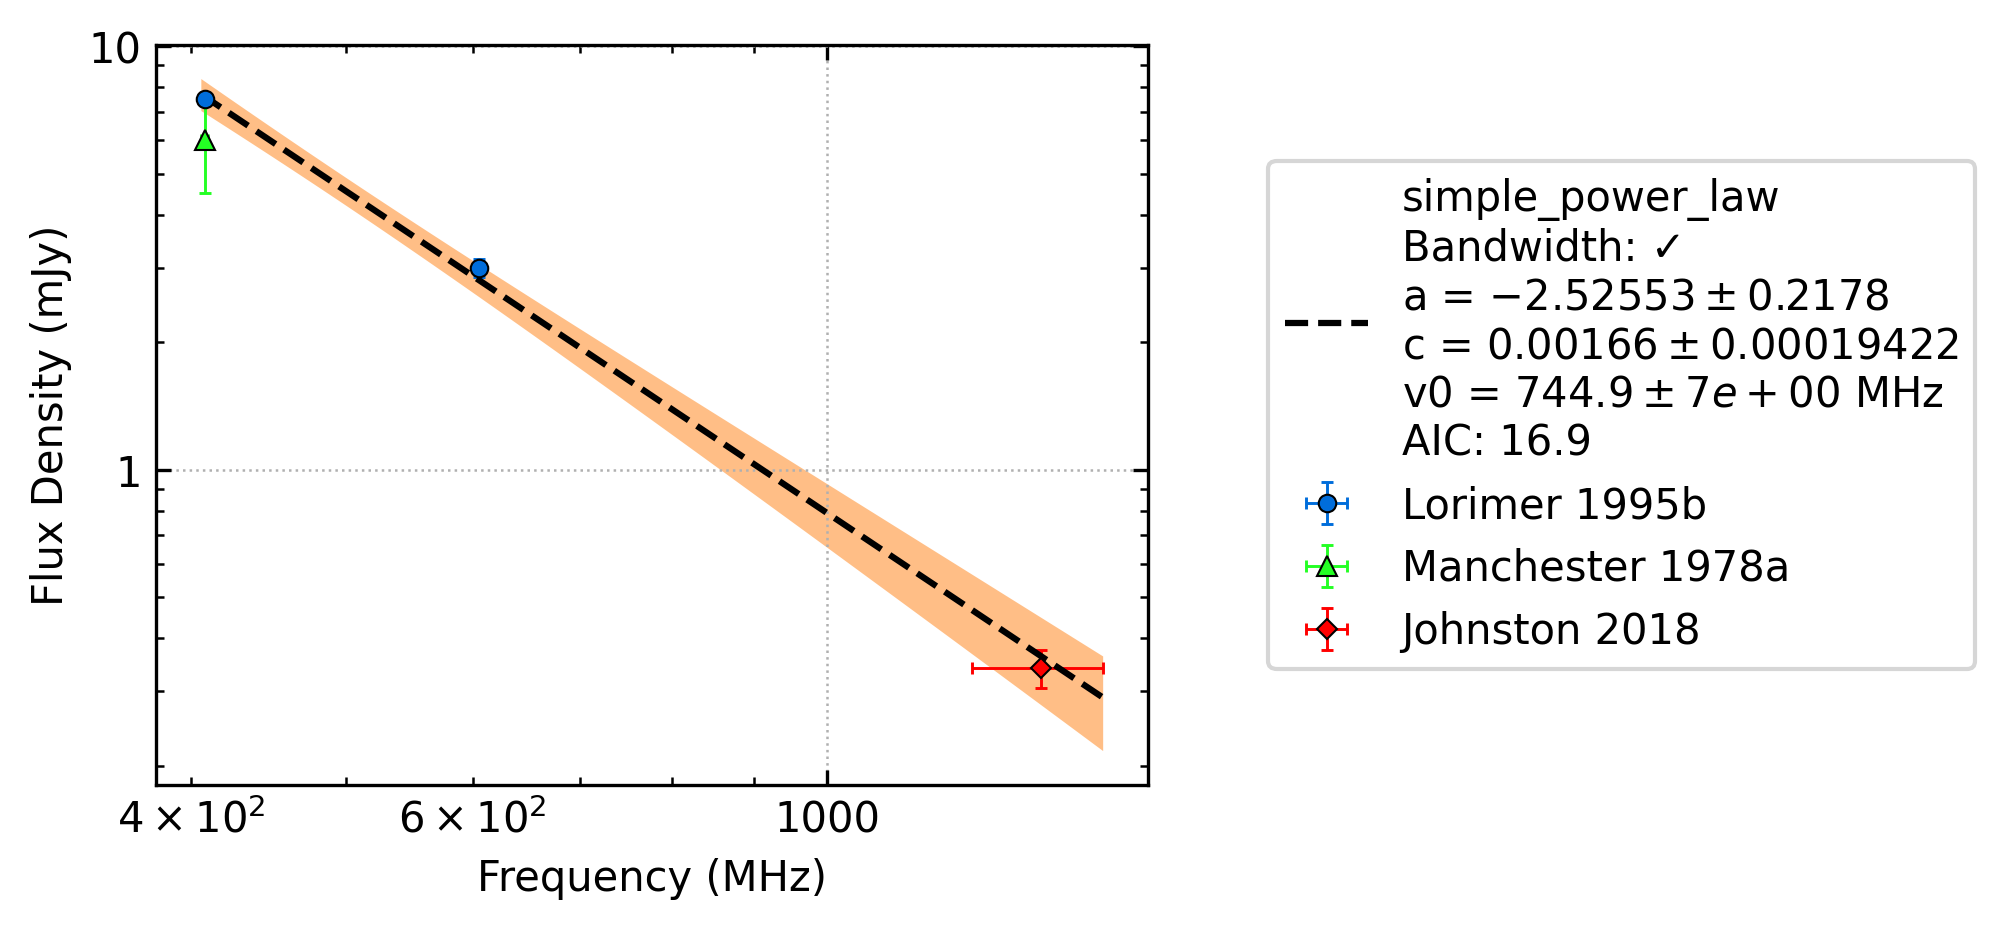 10
1
Flux Density (mJy)
4 × 10²
6 × 10²
1000
Frequency (MHz)
simple_power_law
Bandwidth: ✓
a = −2.52553 ± 0.2178
c = 0.00166 ± 0.00019422
v0 = 744.9 ± 7e + 00 MHz
AIC: 16.9
Lorimer 1995b
Manchester 1978a
Johnston 2018